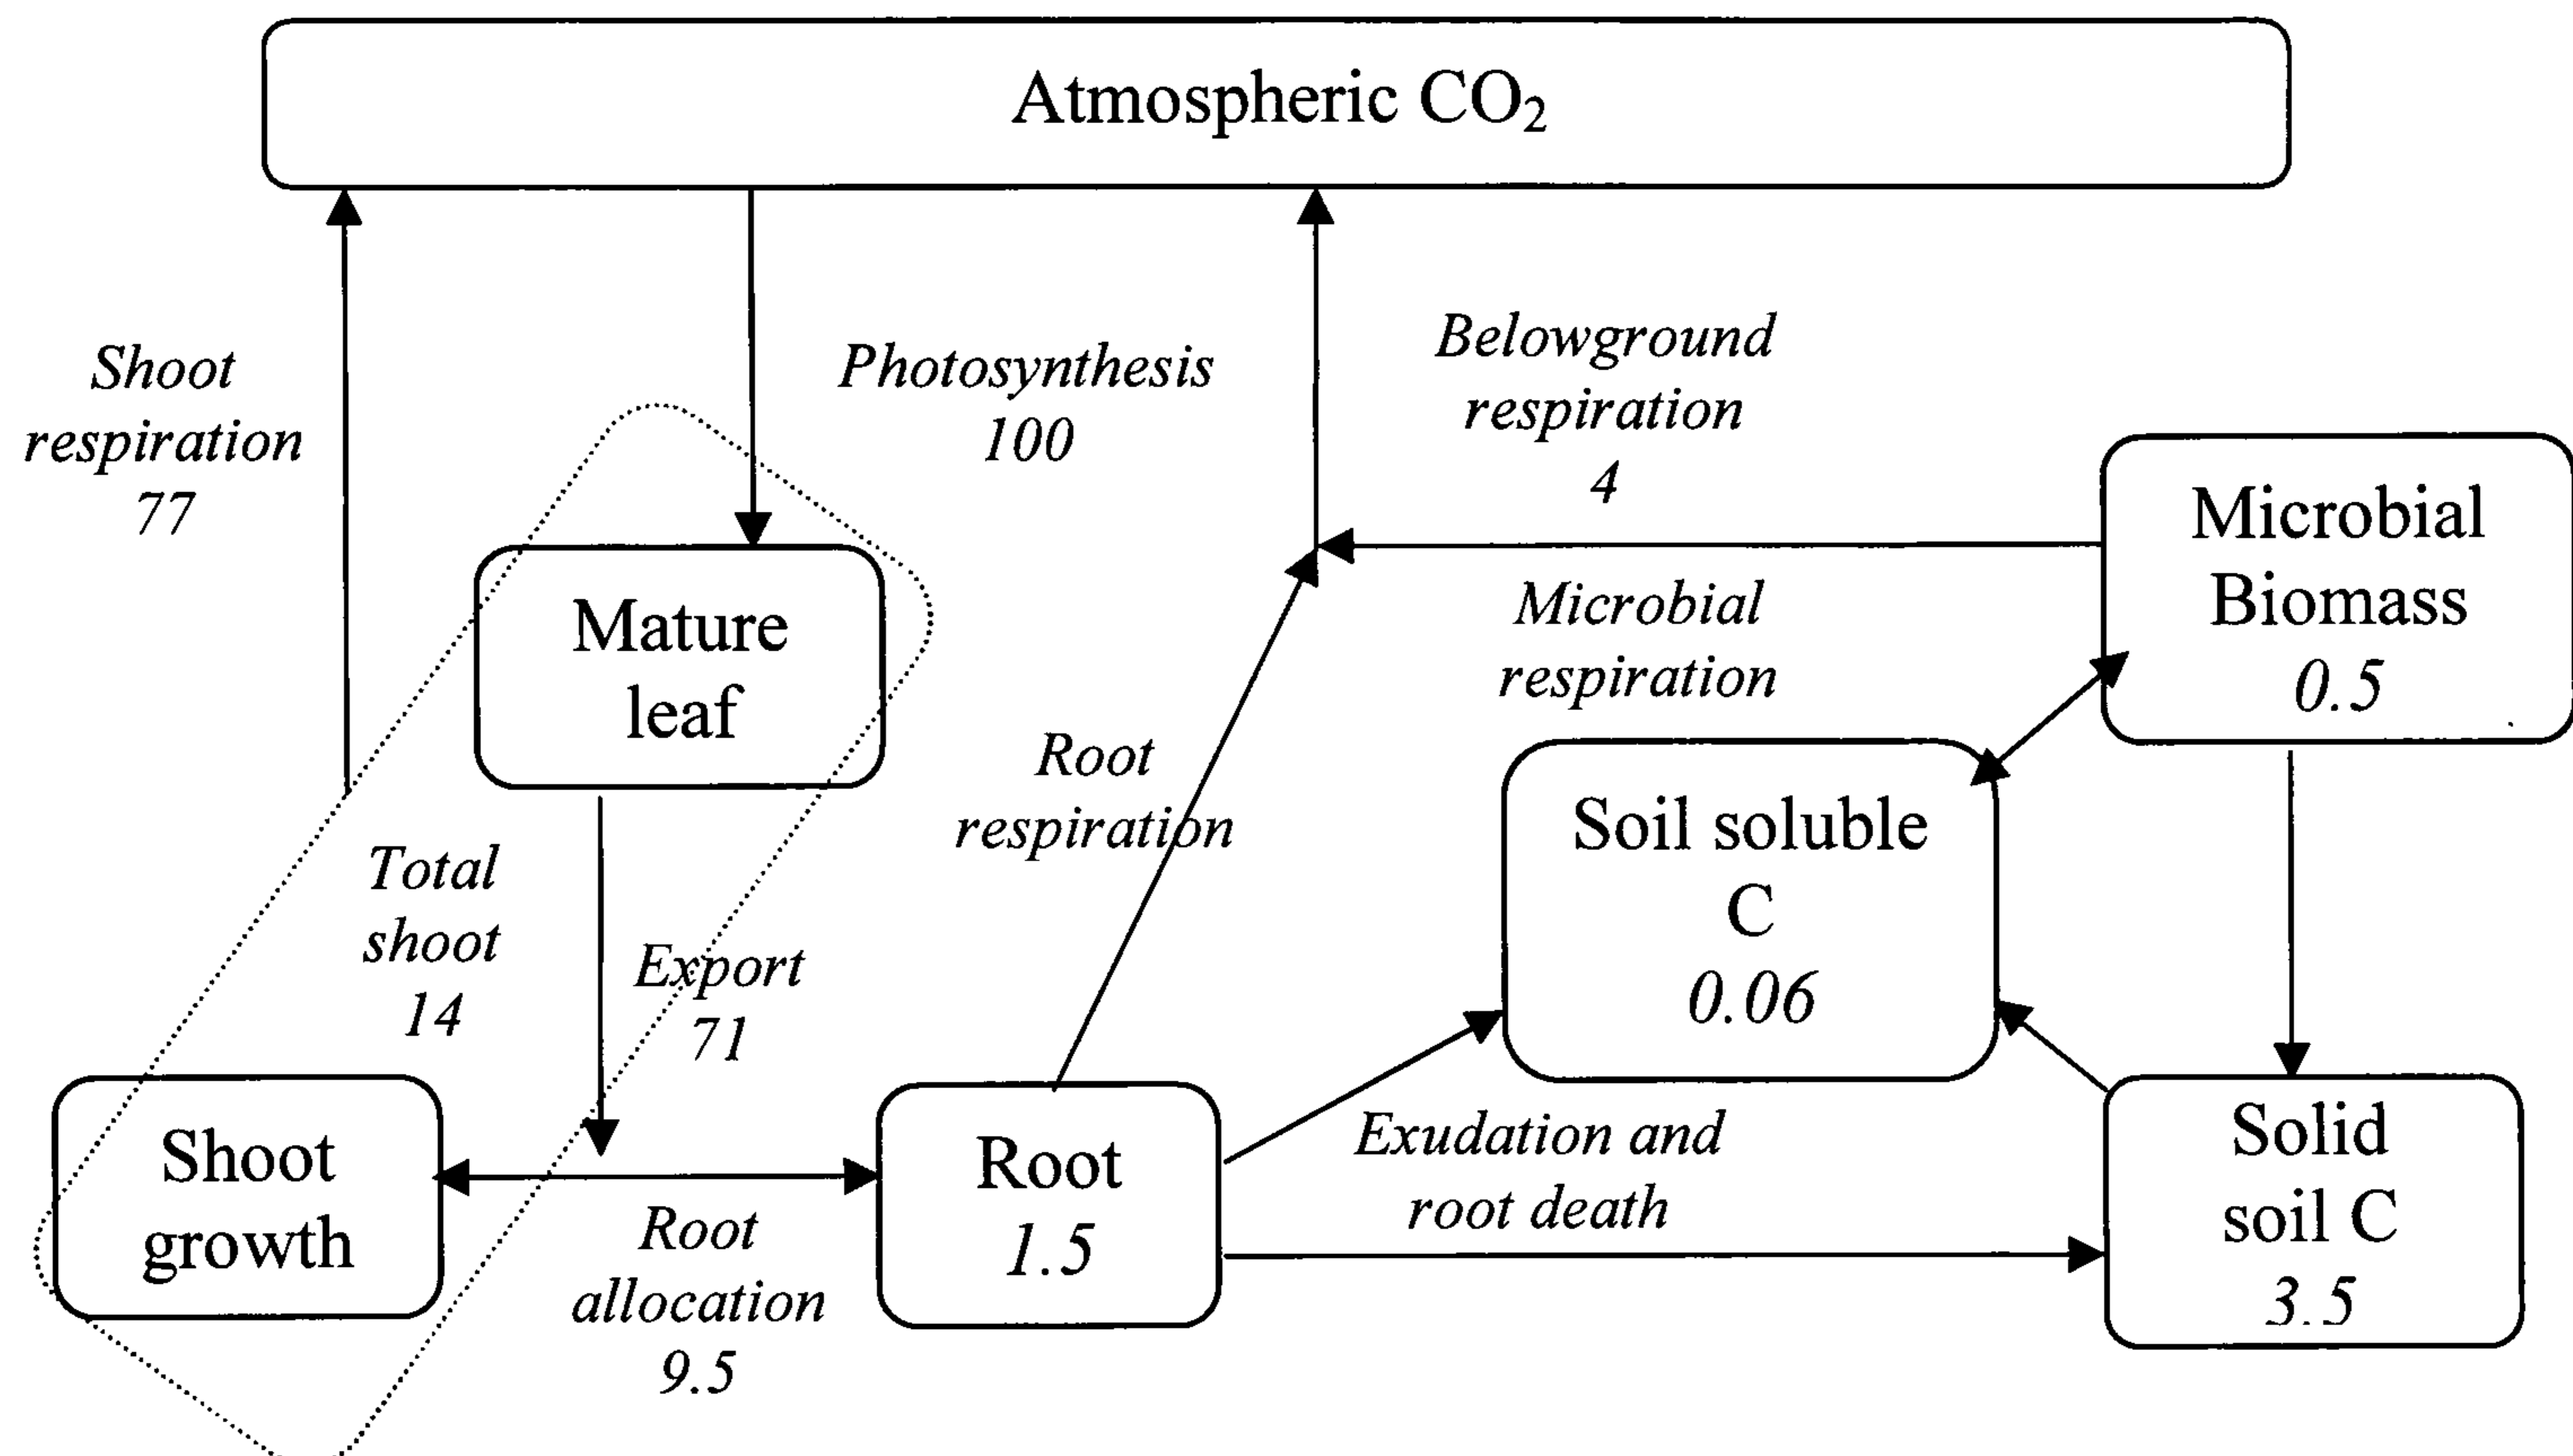 Atmospheric CO₂
Shoot
respiration
77
Photosynthesis
100
Belowground
respiration
4
Microbial
Biomass
0.5
Mature
leaf
Microbial
respiration
Root
respiration
Soil soluble
C
0.06
Total
shoot
14
Export
71
Shoot
growth
Root
allocation
9.5
Root
1.5
Exudation and
root death
Solid
soil C
3.5